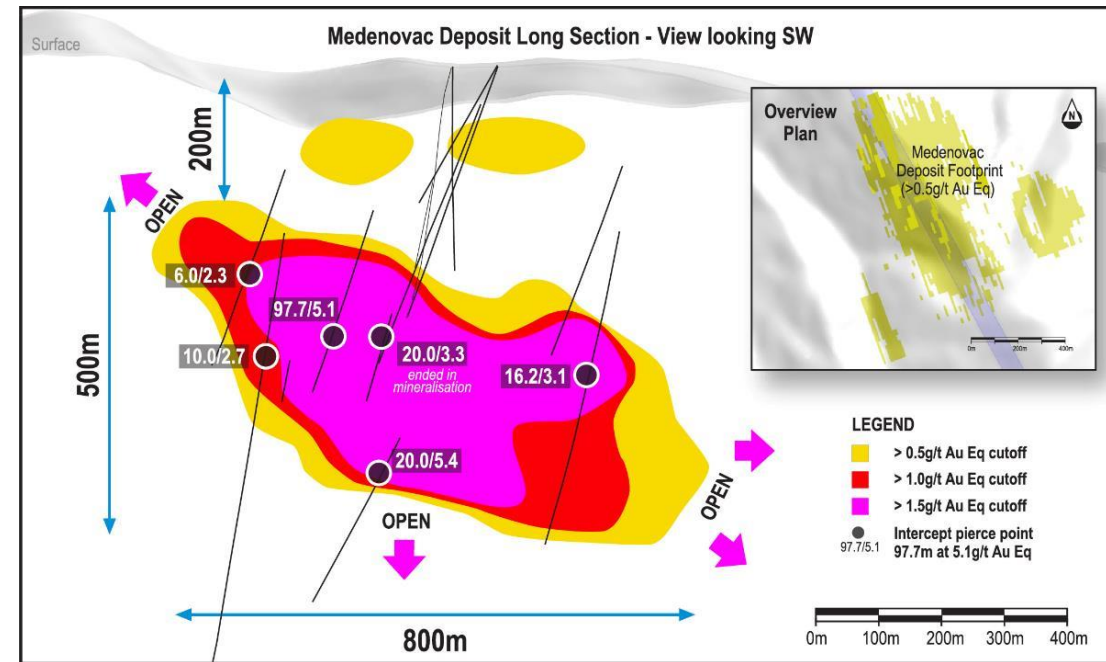 Medenovac Deposit Long Section - View looking SW
Surface
200m
500m
800m
OPEN
OPEN
OPEN
6.0/2.3
97.7/5.1
10.0/2.7
20.0/3.3
ended in
mineralisation
16.2/3.1
20.0/5.4
Overview
Plan
N
Medenovac
Deposit Footprint
(>0.5g/t Au Eq)
0m 200m 400m
LEGEND
> 0.5g/t Au Eq cutoff
> 1.0g/t Au Eq cutoff
> 1.5g/t Au Eq cutoff
97.7/5.1
Intercept pierce point
97.7m at 5.1g/t Au Eq
0m 100m 200m 300m 400m